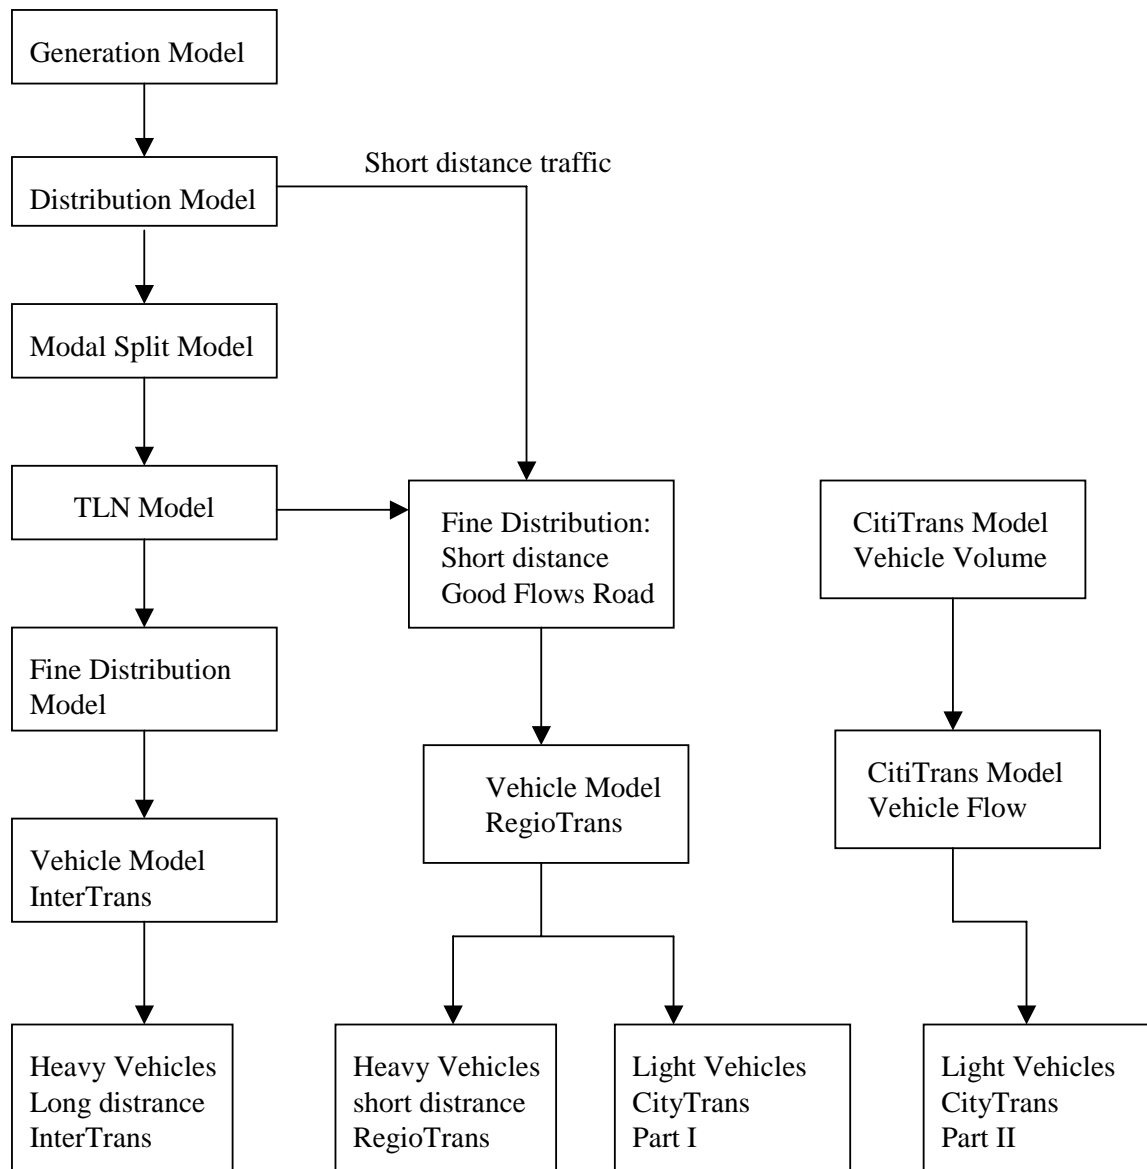 Generation Model
Short distance traffic
Distribution Model
Modal Split Model
TLN Model
Fine Distribution:
Short distance
Good Flows Road
CitiTrans Model
Vehicle Volume
Fine Distribution
Model
Vehicle Model
RegioTrans
CitiTrans Model
Vehicle Flow
Vehicle Model
InterTrans
Heavy Vehicles
Long distrance
InterTrans
Heavy Vehicles
short distrance
RegioTrans
Light Vehicles
CityTrans
Part I
Light Vehicles
CityTrans
Part II